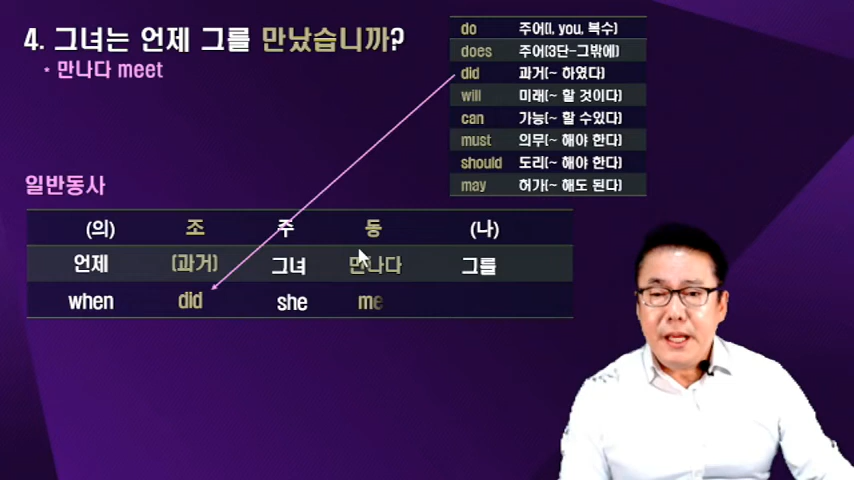 4. 그녀는 언제 그를 만났습니까?
* 만나다 meet
do 주어(I, you, 복수)
does 주어(3단-그밖에)
did 과거(~ 하였다)
will 미래(~ 할 것이다)
can 가능(~ 할 수있다)
must 의무(~ 해야 한다)
should 도리(~ 해야 한다)
may 허가(~ 해도 된다)
일반동사
(의) 조 주 동 (나)
언제 (과거) 그녀 만나다 그를
when did she me